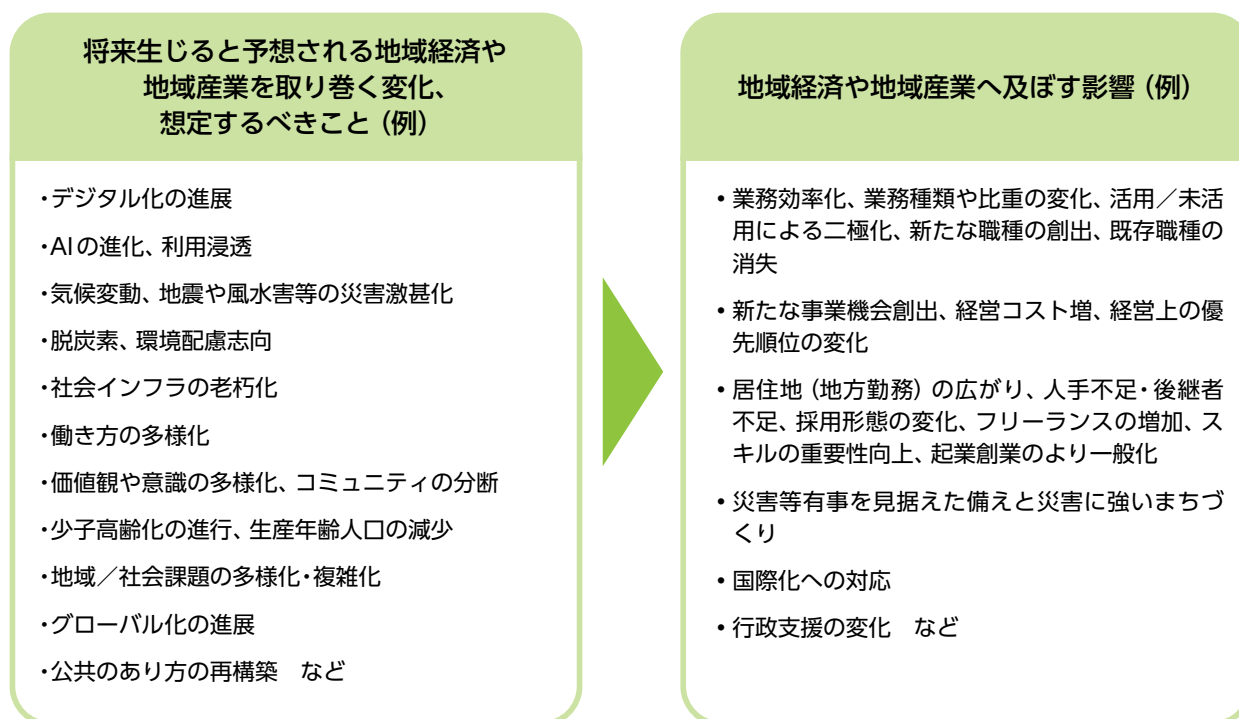 将来生じると予想される地域経済や
地域産業を取り巻く変化、
想定するべきこと（例）
・デジタル化の進展
・AIの進化、利用浸透
・気候変動、地震や風水害等の災害激甚化
・脱炭素、環境配慮志向
・社会インフラの老朽化
・働き方の多様化
・価値観や意識の多様化、コミュニティの分断
・少子高齢化の進行、生産年齢人口の減少
・地域／社会課題の多様化・複雑化
・グローバル化の進展
・公共のあり方の再構築　など
地域経済や地域産業へ及ぼす影響（例）
• 業務効率化、業務種類や比重の変化、活用／未活
用による二極化、新たな職種の創出、既存職種の
消失
• 新たな事業機会創出、経営コスト増、経営上の優
先順位の変化
• 居住地（地方勤務）の広がり、人手不足・後継者
不足、採用形態の変化、フリーランスの増加、ス
キルの重要性向上、起業創業のより一般化
• 災害等有事を見据えた備えと災害に強いまちづ
くり
• 国際化への対応
• 行政支援の変化　など